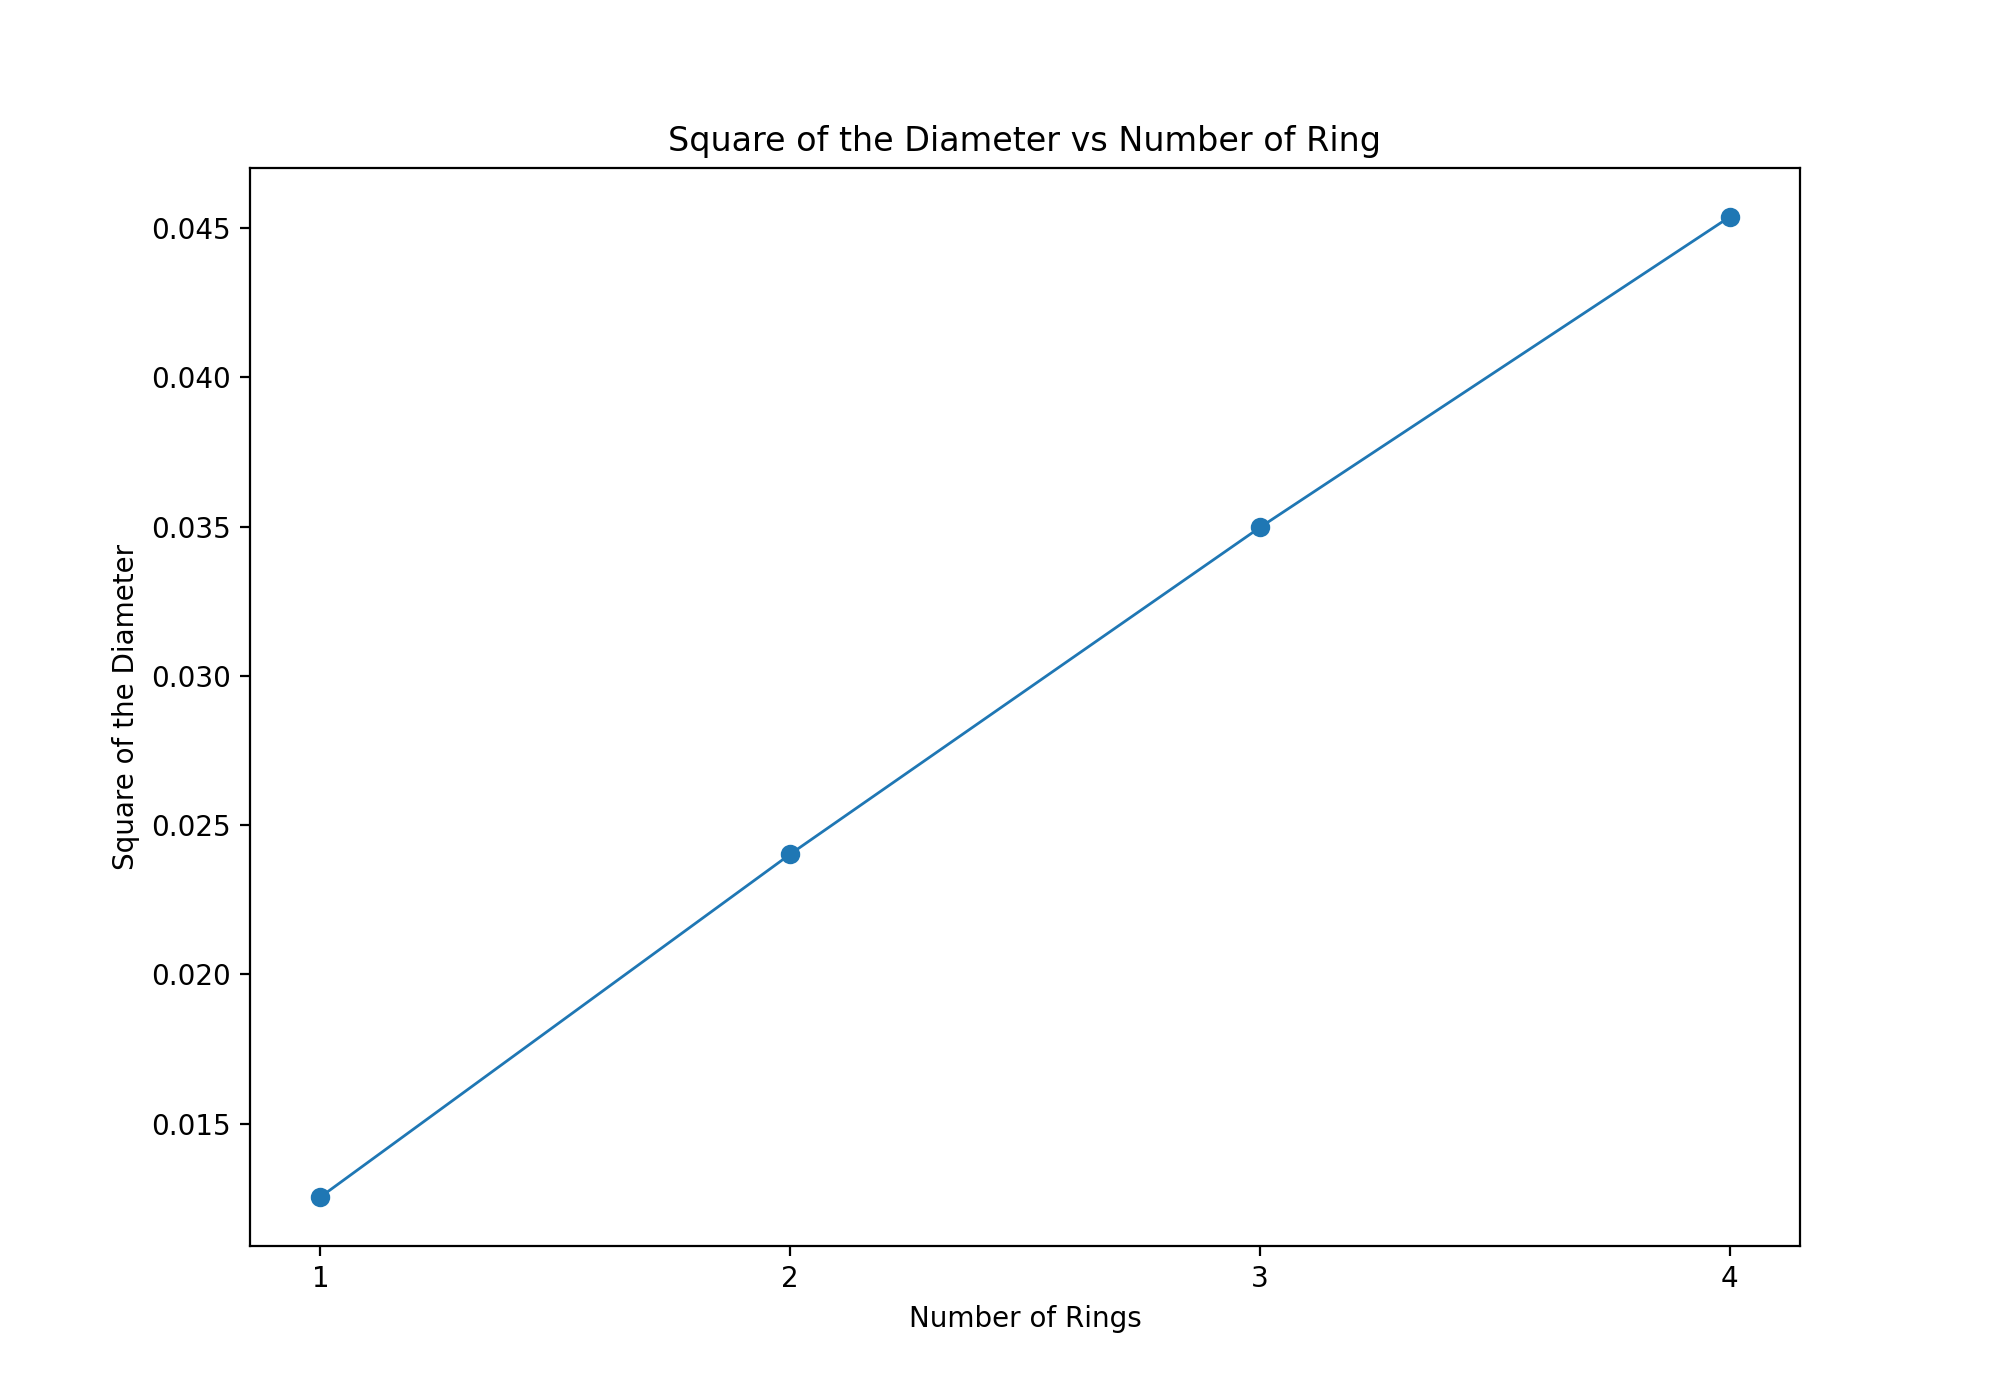 Square of the Diameter vs Number of Ring
0.045
0.040
0.035
0.030
0.025
0.020
0.015
Square of the Diameter
1 2 3 4
Number of Rings